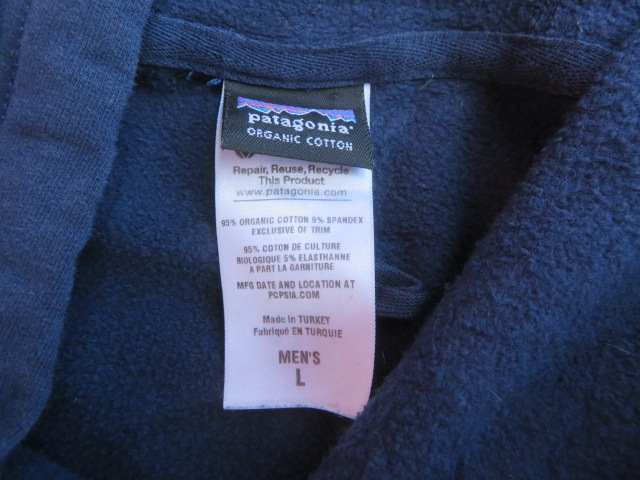 patagonia®
ORGANIC COTTON
Repair, Reuse, Recycle
This Product
www.patagonia.com
95% ORGANIC COTTON 5% SPANDEX
EXCLUSIVE OF TRIM
95% COTON DE CULTURE
BIOLOGIQUE 5% ELASTHANNE
A PART LA GARNITURE
MFG DATE AND LOCATION AT
PCPSIA.COM
Made in TURKEY
Fabriqué EN TURQUIE
MEN'S
L